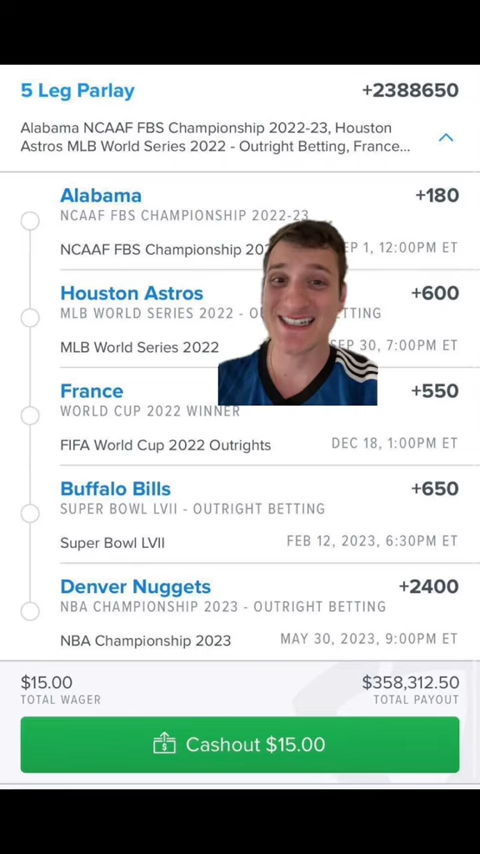 5 Leg Parlay +2388650
Alabama NCAAF FBS Championship 2022-23, Houston
Astros MLB World Series 2022 - Outright Betting, France...
Alabama +180
NCAAF FBS CHAMPIONSHIP 2022-23
NCAAF FBS Championship SEP 1, 12:00PM ET
Houston Astros +600
MLB WORLD SERIES 2022 - BETTING
MLB World Series 2022 SEP 30, 7:00PM ET
France +550
WORLD CUP 2022 WINNER
FIFA World Cup 2022 Outrights DEC 18, 1:00PM ET
Buffalo Bills +650
SUPER BOWL LVII - OUTRIGHT BETTING
Super Bowl LVII FEB 12, 2023, 6:30PM ET
Denver Nuggets +2400
NBA CHAMPIONSHIP 2023 - OUTRIGHT BETTING
NBA Championship 2023 MAY 30, 2023, 9:00PM ET
$15.00 $358,312.50
TOTAL WAGER TOTAL PAYOUT
$ Cashout $15.00